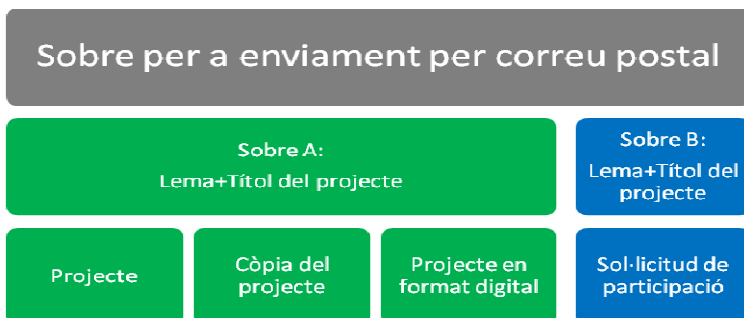 Sobre per a enviament per correu postal
Sobre A:
Lema+Títol del projecte
Sobre B:
Lema+Títol del
projecte
Projecte
Còpia del
projecte
Projecte en
format digital
Sol·licitud de
participació